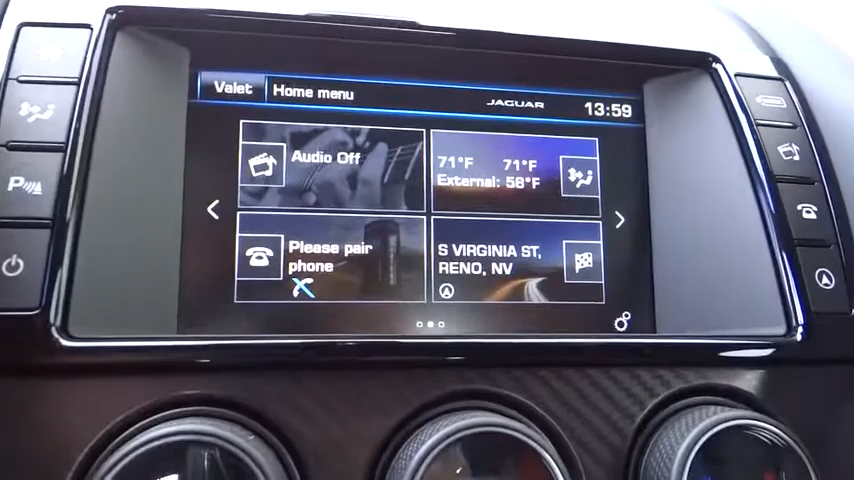 Valet Home menu JAGUAR 13:59
Audio Off
71°F 71°F
External: 58°F
Please pair
phone
S VIRGINIA ST,
RENO, NV
P